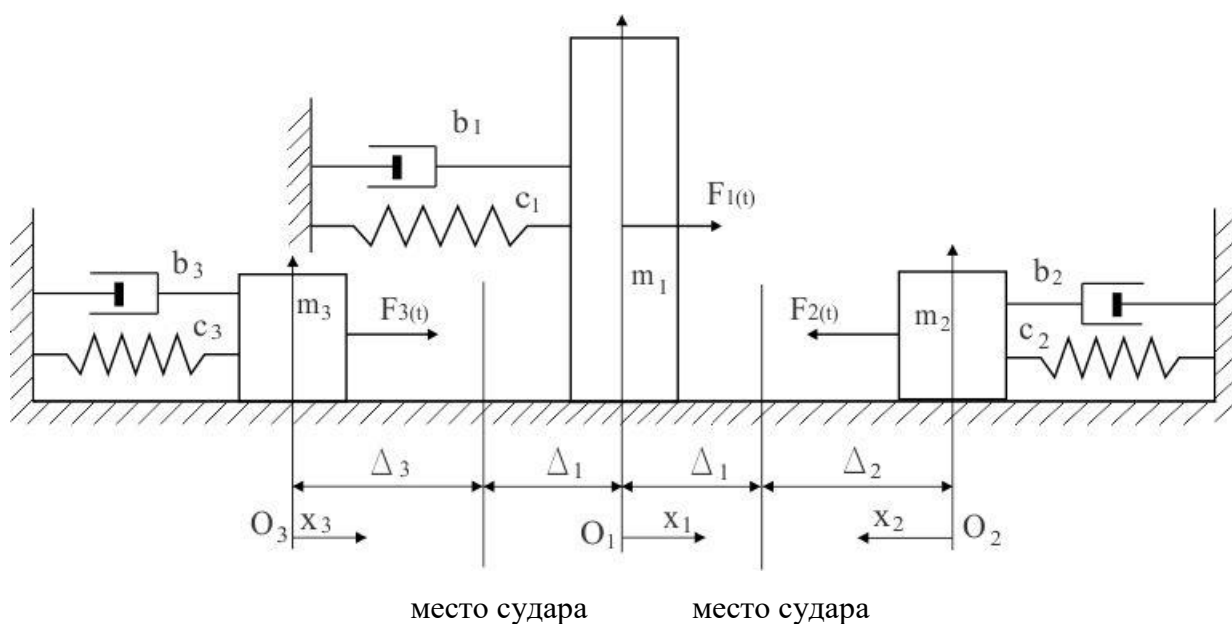 b₁
c₁
F₁(t)
b₃
m₁
b₂
m₃
F₃(t)
F₂(t)
m₂
c₃
c₂
Δ₃
Δ₁
Δ₁
Δ₂
O₃
x₃
O₁
x₁
x₂
O₂
место судара место судара